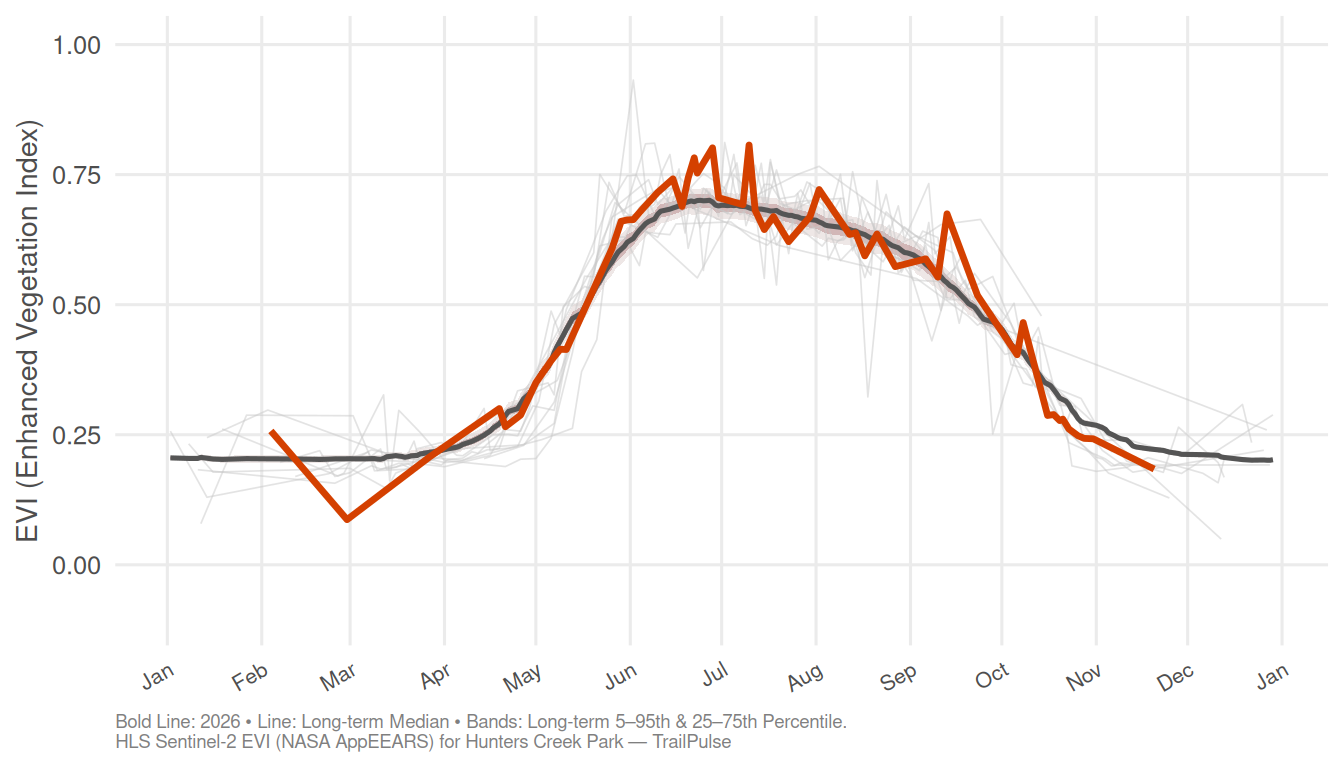 1.00
0.75
0.50
0.25
0.00
EVI (Enhanced Vegetation Index)
Jan
Feb
Mar
Apr
May
Jun
Jul
Aug
Sep
Oct
Nov
Dec
Jan
Bold Line: 2026 • Line: Long-term Median • Bands: Long-term 5–95th & 25–75th Percentile.
HLS Sentinel-2 EVI (NASA AppEEARS) for Hunters Creek Park — TrailPulse